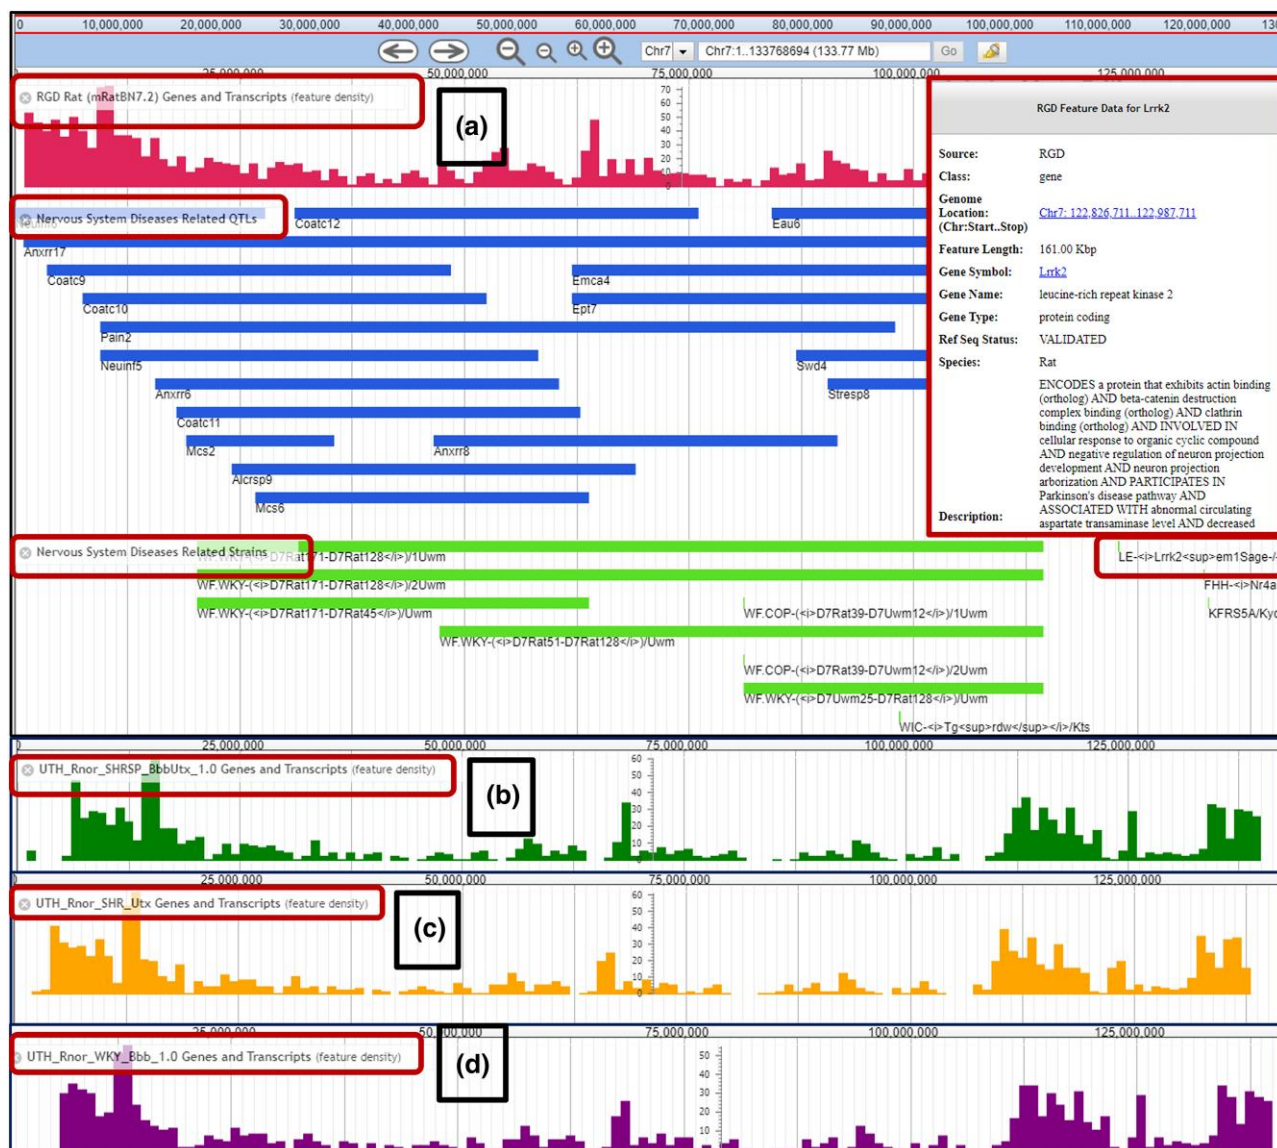 0 10,000,000 20,000,000 30,000,000 40,000,000 50,000,000 60,000,000 70,000,000 80,000,000 90,000,000 100,000,000 110,000,000 120,000,000
Chr7 Chr7:1..133768694 (133.77 Mb) Go
50,000,000 75,000,000 100,000,000 125,000,000
RGD Rat (mRatBN7.2) Genes and Transcripts (feature density)
(a)
70
60
50
40
30
20
10
0
RGD Feature Data for Lrrk2
Source: RGD
Class: gene
Genome
Location: Chr7: 122,826,711..122,987,711
(Chr:Start..Stop)
Feature Length: 161.00 Kbp
Gene Symbol: Lrrk2
Gene Name: leucine-rich repeat kinase 2
Gene Type: protein coding
Ref Seq Status: VALIDATED
Species: Rat
ENCODES a protein that exhibits actin binding
(ortholog) AND beta-catenin destruction
complex binding (ortholog) AND clathrin
binding (ortholog) AND INVOLVED IN
cellular response to organic cyclic compound
AND negative regulation of neuron projection
development AND neuron projection
arborization AND PARTICIPATES IN
Parkinson's disease pathway AND
Description: ASSOCIATED WITH abnormal circulating
aspartate transaminase level AND decreased
Nervous System Diseases Related QTLs
Coatc12 Eau6
Anxrr17
Coatc9 Emca4
Coatc10 Ept7
Pain2
Neuinf5 Swd4
Anxrr6 Stresp8
Coatc11
Mcs2 Anxrr8
Alcrsp9
Mcs6
Nervous System Diseases Related Strains
WF.WKY-(<i>D7Rat171-D7Rat128</i>)/1Uwm LE-<i>Lrrk2<sup>em1Sage-/-
WF.WKY-(<i>D7Rat171-D7Rat128</i>)/2Uwm FHH-<i>Nr4a
WF.WKY-(<i>D7Rat171-D7Rat45</i>)/Uwm WF.COP-(<i>D7Rat39-D7Uwm12</i>)/1Uwm KFRS5A/Kyo
WF.WKY-(<i>D7Rat51-D7Rat128</i>)/Uwm
WF.COP-(<i>D7Rat39-D7Uwm12</i>)/2Uwm
WF.WKY-(<i>D7Uwm25-D7Rat128</i>)/Uwm
WIC-<i>Tg<sup>rdw</sup></i>/Kts
0 25,000,000 50,000,000 75,000,000 100,000,000 125,000,000
UTH_Rnor_SHRSP_BbbUtx_1.0 Genes and Transcripts (feature density)
(b)
60
50
40
30
20
10
0
25,000,000 50,000,000 75,000,000 100,000,000 125,000,000
UTH_Rnor_SHR_Utx Genes and Transcripts (feature density)
(c)
60
50
40
30
20
10
0
25,000,000 50,000,000 75,000,000 100,000,000 125,000,000
UTH_Rnor_WKY_Bbb_1.0 Genes and Transcripts (feature density)
(d)
50
40
30
20
10